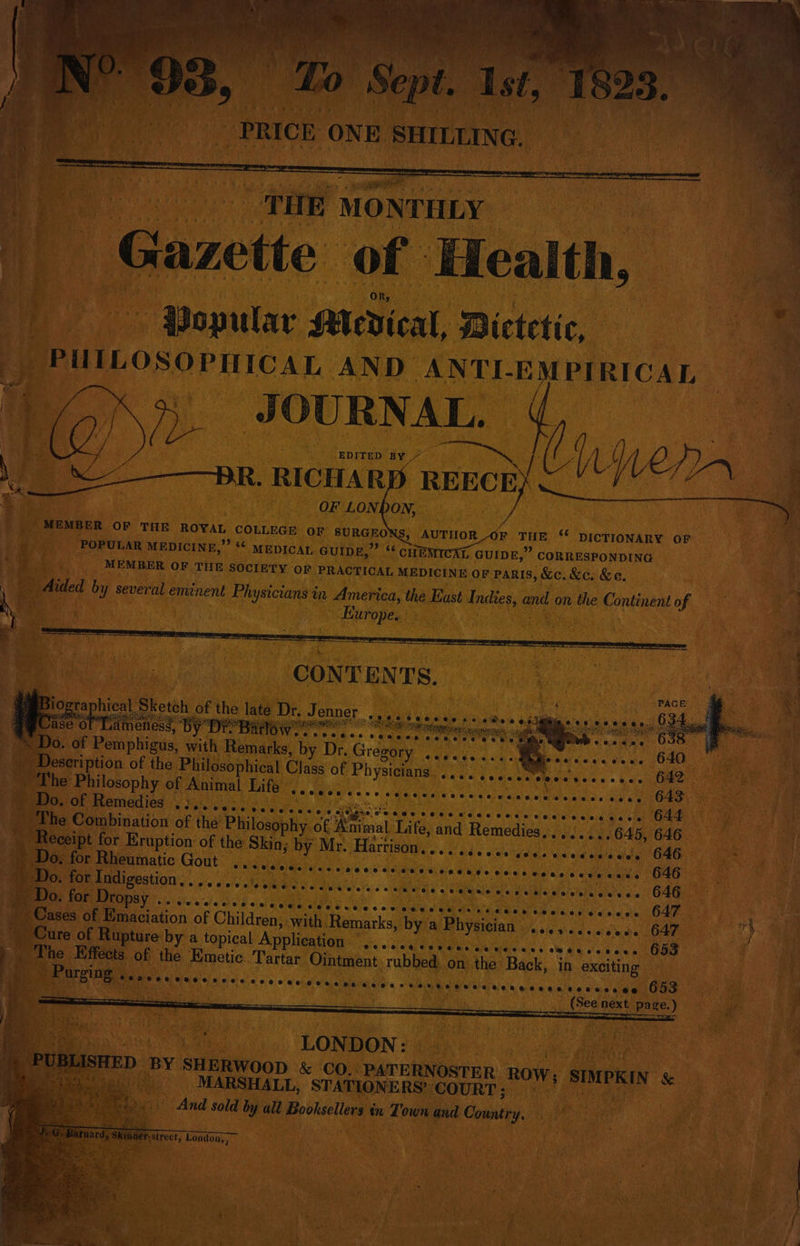 No. 93, To Sept. 1st, 1823.
PRICE ONE SHILLING.
THE MONTHLY
Gazette of Health,
OR,
Popular Medical, Dietetic,
PHILOSOPHICAL AND ANTI-EMPIRICAL
JOURNAL.
EDITED BY
DR. RICHARD REECE,
OF LONDON,
MEMBER OF THE ROYAL COLLEGE OF SURGEONS, AUTHOR OF THE “ DICTIONARY OF
POPULAR MEDICINE,” “ MEDICAL GUIDE,” “ CHEMICAL GUIDE,” CORRESPONDING
MEMBER OF THE SOCIETY OF PRACTICAL MEDICINE OF PARIS, &c. &c. &c.
Aided by several eminent Physicians in America, the East Indies, and on the Continent of
Europe.
CONTENTS.
PAGE
Biographical Sketch of the late Dr. Jenner ........ 634
Case of Lameness, by Dr. Barlow ........ 638
Do. of Pemphigus, with Remarks, by Dr. Gregory ........ 640
Description of the Philosophical Class of Physicians ........ 642
The Philosophy of Animal Life ........ 643
Do. of Remedies ........ 644
The Combination of the Philosophy of Animal Life, and Remedies ........ 645, 646
Receipt for Eruption of the Skin, by Mr. Harrison ........ 646
Do. for Rheumatic Gout ........ 646
Do. for Indigestion ........ 646
Do. for Dropsy ........ 647
Cases of Emaciation of Children, with Remarks, by a Physician ........ 647
Cure of Rupture by a topical Application ........ 653
The Effects of the Emetic Tartar Ointment rubbed on the Back, in exciting
Purging ........ 653
(See next page.)
LONDON:
PUBLISHED BY SHERWOOD & CO. PATERNOSTER ROW; SIMPKIN &
MARSHALL, STATIONERS' COURT;
And sold by all Booksellers in Town and Country.
Barnard, Skinner-street, London,